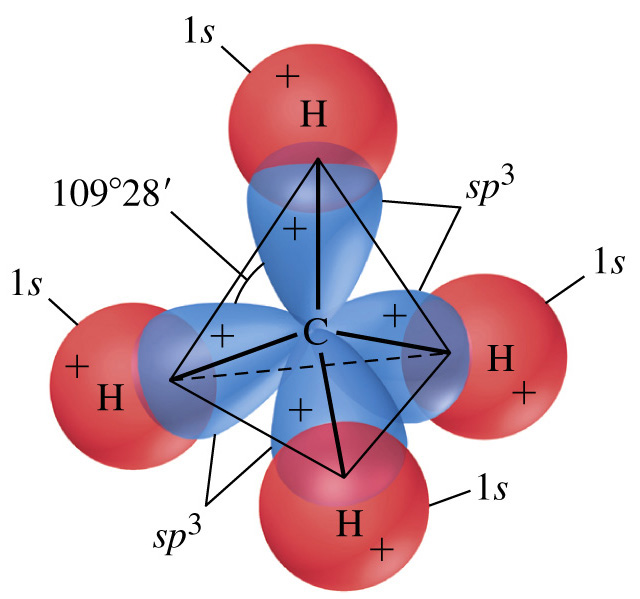 1s
+
H
109°28′
sp³
+
1s
1s
+
+
+
C
H
H
+
+
1s
sp³
H
+